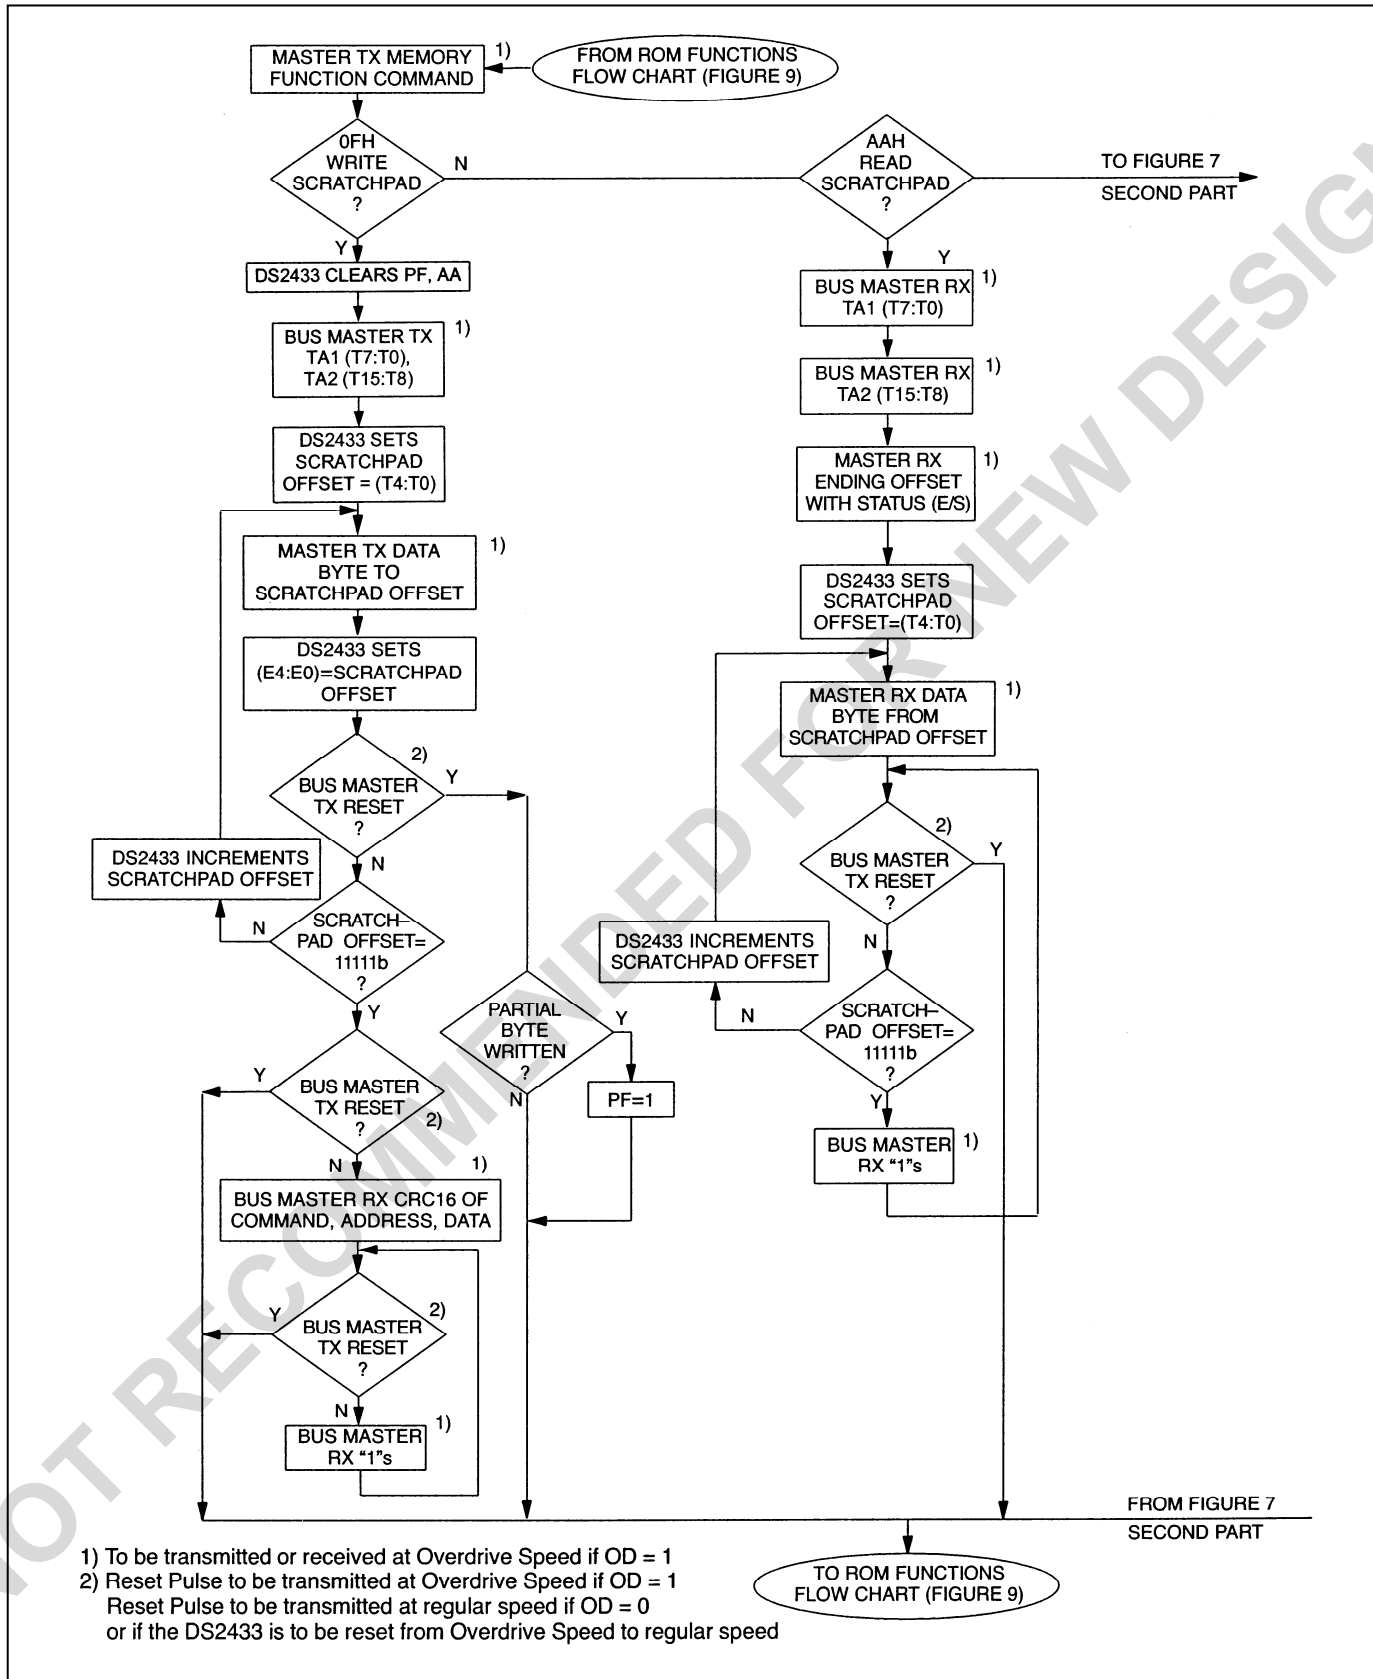 MASTER TX MEMORY
FUNCTION COMMAND
1)
FROM ROM FUNCTIONS
FLOW CHART (FIGURE 9)
0FH
WRITE
SCRATCHPAD
?
N
Y
AAH
READ
SCRATCHPAD
?
TO FIGURE 7
SECOND PART
Y
DS2433 CLEARS PF, AA
BUS MASTER TX
TA1 (T7:T0),
TA2 (T15:T8)
1)
DS2433 SETS
SCRATCHPAD
OFFSET = (T4:T0)
MASTER TX DATA
BYTE TO
SCRATCHPAD OFFSET
1)
DS2433 SETS
(E4:E0)=SCRATCHPAD
OFFSET
BUS MASTER
TX RESET
?
2)
Y
N
DS2433 INCREMENTS
SCRATCHPAD OFFSET
SCRATCH–
PAD OFFSET=
11111b
?
N
Y
PARTIAL
BYTE
WRITTEN
?
Y
N
PF=1
BUS MASTER
TX RESET
?
2)
Y
N
BUS MASTER RX CRC16 OF
COMMAND, ADDRESS, DATA
1)
BUS MASTER
TX RESET
?
2)
Y
N
BUS MASTER
RX “1”s
1)
BUS MASTER RX
TA1 (T7:T0)
1)
BUS MASTER RX
TA2 (T15:T8)
1)
MASTER RX
ENDING OFFSET
WITH STATUS (E/S)
1)
DS2433 SETS
SCRATCHPAD
OFFSET=(T4:T0)
MASTER RX DATA
BYTE FROM
SCRATCHPAD OFFSET
1)
BUS MASTER
TX RESET
?
2)
Y
N
DS2433 INCREMENTS
SCRATCHPAD OFFSET
SCRATCH–
PAD OFFSET=
11111b
?
N
Y
BUS MASTER
RX “1”s
1)
FROM FIGURE 7
SECOND PART
TO ROM FUNCTIONS
FLOW CHART (FIGURE 9)
1) To be transmitted or received at Overdrive Speed if OD = 1
2) Reset Pulse to be transmitted at Overdrive Speed if OD = 1
Reset Pulse to be transmitted at regular speed if OD = 0
or if the DS2433 is to be reset from Overdrive Speed to regular speed
NOT RECOMMENDED FOR NEW DESIGN